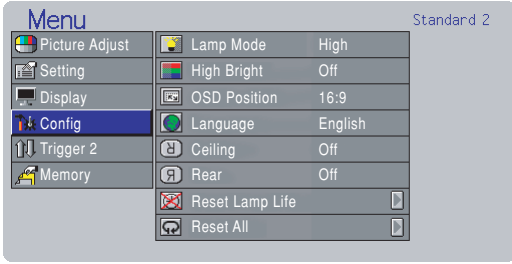 Menu
Standard 2
Picture Adjust
Setting
Display
Config
Trigger 2
Memory
Lamp Mode High
High Bright Off
OSD Position 16:9
Language English
Ceiling Off
Rear Off
Reset Lamp Life
Reset All